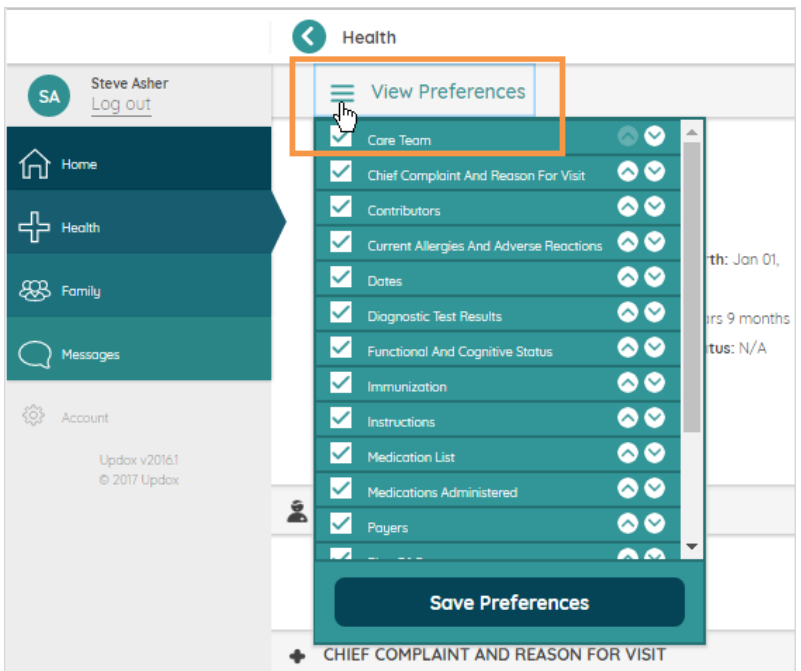 Health
Steve Asher
Log out
View Preferences
Home
Health
Family
Messages
Account
Updox v2016.1
© 2017 Updox
Care Team
Chief Complaint And Reason For Visit
Contributors
Current Allergies And Adverse Reactions
Dates
Diagnostic Test Results
Functional And Cognitive Status
Immunization
Instructions
Medication List
Medications Administered
Payers
Save Preferences
rth: Jan 01,
rs 9 months
tus: N/A
CHIEF COMPLAINT AND REASON FOR VISIT